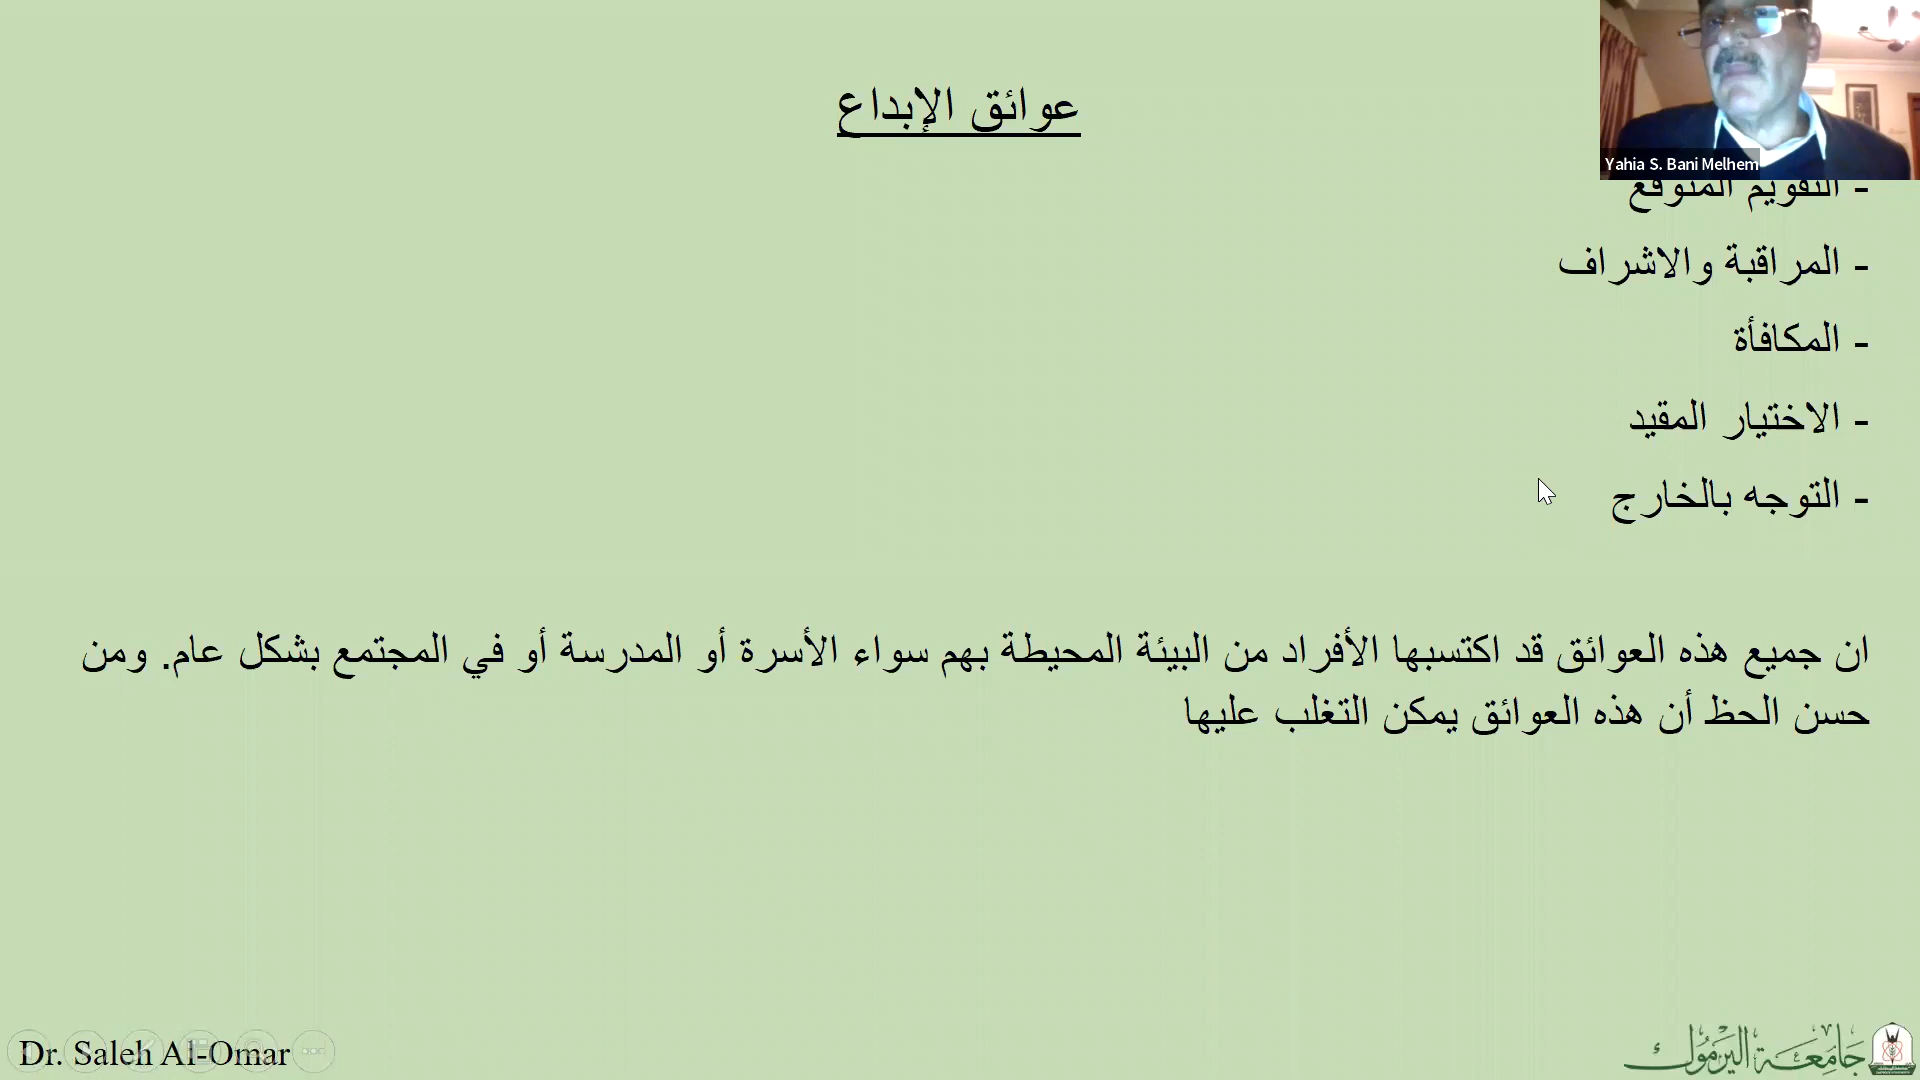 عوائق الإبداع
Yahia S. Bani Melhem
- التقويم المتوقع
- المراقبة والاشراف
- المكافأة
- الاختيار المقيد
- التوجه بالخارج
ان جميع هذه العوائق قد اكتسبها الأفراد من البيئة المحيطة بهم سواء الأسرة أو المدرسة أو في المجتمع بشكل عام. ومن
حسن الحظ أن هذه العوائق يمكن التغلب عليها
Dr. Saleh Al-Omar
جامعة اليرموك